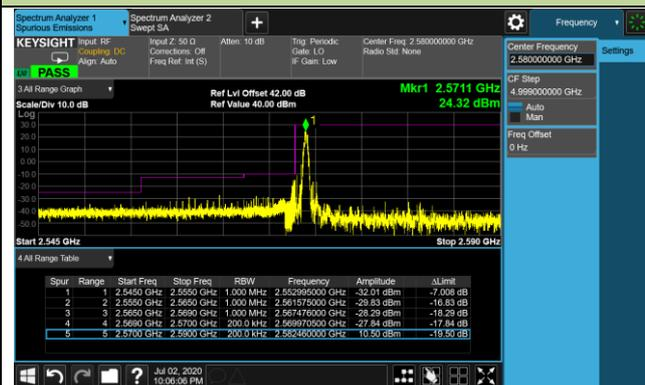 Spectrum Analyzer 1
Spurious Emissions
Spectrum Analyzer 2
Swept SA
Frequency
KEYSIGHT
Input: RF
Coupling: DC
Align: Auto
Input Z: 50 Ω
Corrections: Off
Freq Ref: Int (S)
Atten: 10 dB
Trig: Periodic
Gate: LO
IF Gain: Low
Center Freq: 2.580000000 GHz
Radio Std: None
PASS
Center Frequency
2.580000000 GHz
Settings
CF Step
4.999000000 GHz
Auto
Man
Freq Offset
0 Hz
3 All Range Graph
Ref Lvl Offset 42.00 dB
Mkr1 2.5711 GHz
Scale/Div 10.0 dB
Ref Value 40.00 dBm
24.32 dBm
Log
30.0
20.0
10.0
0.00
-10.0
-20.0
-30.0
-40.0
-50.0
1
Start 2.545 GHz
Stop 2.590 GHz
4 All Range Table
Spur Range Start Freq Stop Freq RBW Frequency Amplitude ΔLimit
1 1 2.5450 GHz 2.5550 GHz 1.000 MHz 2.552995000 GHz -32.01 dBm -7.008 dB
2 2 2.5550 GHz 2.5650 GHz 1.000 MHz 2.561575000 GHz -29.83 dBm -16.83 dB
3 3 2.5650 GHz 2.5690 GHz 1.000 MHz 2.567476000 GHz -28.29 dBm -18.29 dB
4 4 2.5690 GHz 2.5700 GHz 200.0 kHz 2.569970500 GHz -27.84 dBm -17.84 dB
5 5 2.5700 GHz 2.5900 GHz 200.0 kHz 2.582460000 GHz 10.50 dBm -19.50 dB
Jul 02, 2020
10:06:06 PM